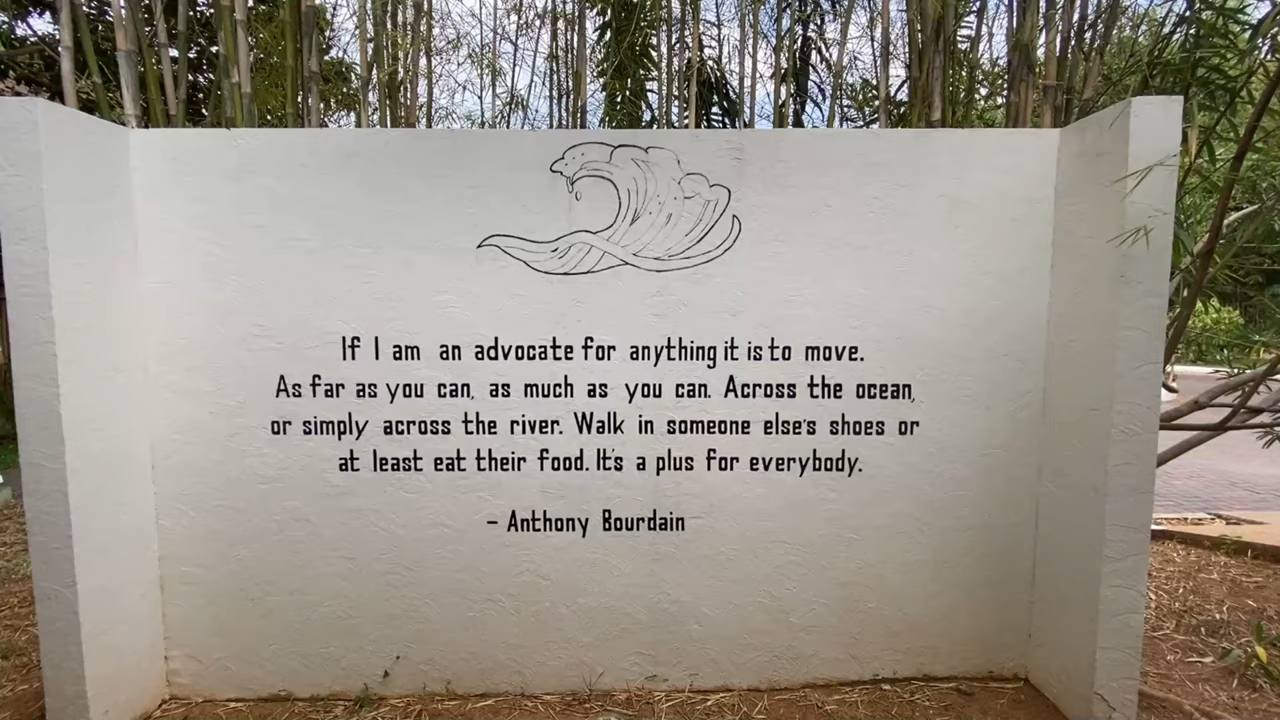 If I am an advocate for anything it is to move.
As far as you can, as much as you can. Across the ocean,
or simply across the river. Walk in someone else's shoes or
at least eat their food. It's a plus for everybody.
- Anthony Bourdain